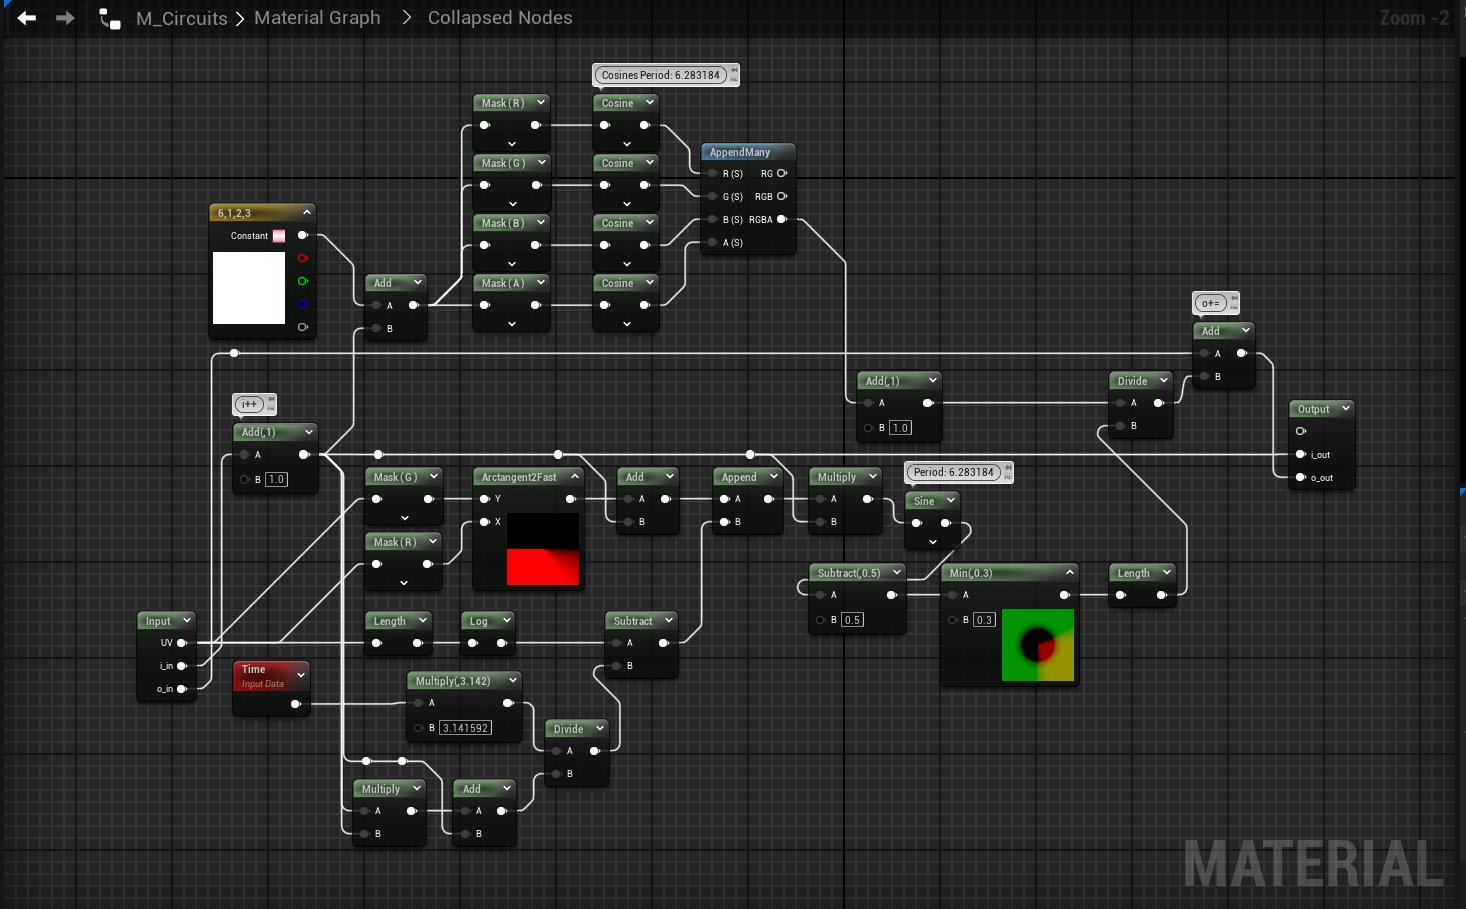 M_Circuits > Material Graph > Collapsed Nodes
Zoom -2
Cosines Period: 6.283184
Mask (R)
Cosine
Mask (G)
Cosine
Mask (B)
Cosine
Mask (A)
Cosine
AppendMany
R (S) RG
G (S) RGB
B (S) RGBA
A (S)
6,1,2,3
Constant
Add
A
B
o+=
Add
A
B
Add(,1)
A
B 1.0
Divide
A
B
Output
i_out
o_out
i++
Add(,1)
A
B 1.0
Mask (G)
Mask (R)
Arctangent2Fast
Y
X
Add
A
B
Append
A
B
Multiply
A
B
Period: 6.283184
Sine
Subtract(,0.5)
A
B 0.5
Min(,0.3)
A
B 0.3
Length
Input
UV
i_in
o_in
Time
Input Data
Length
Log
Subtract
A
B
Multiply(,3.142)
A
B 3.141592
Divide
A
B
Multiply
A
B
Add
A
B
MATERIAL